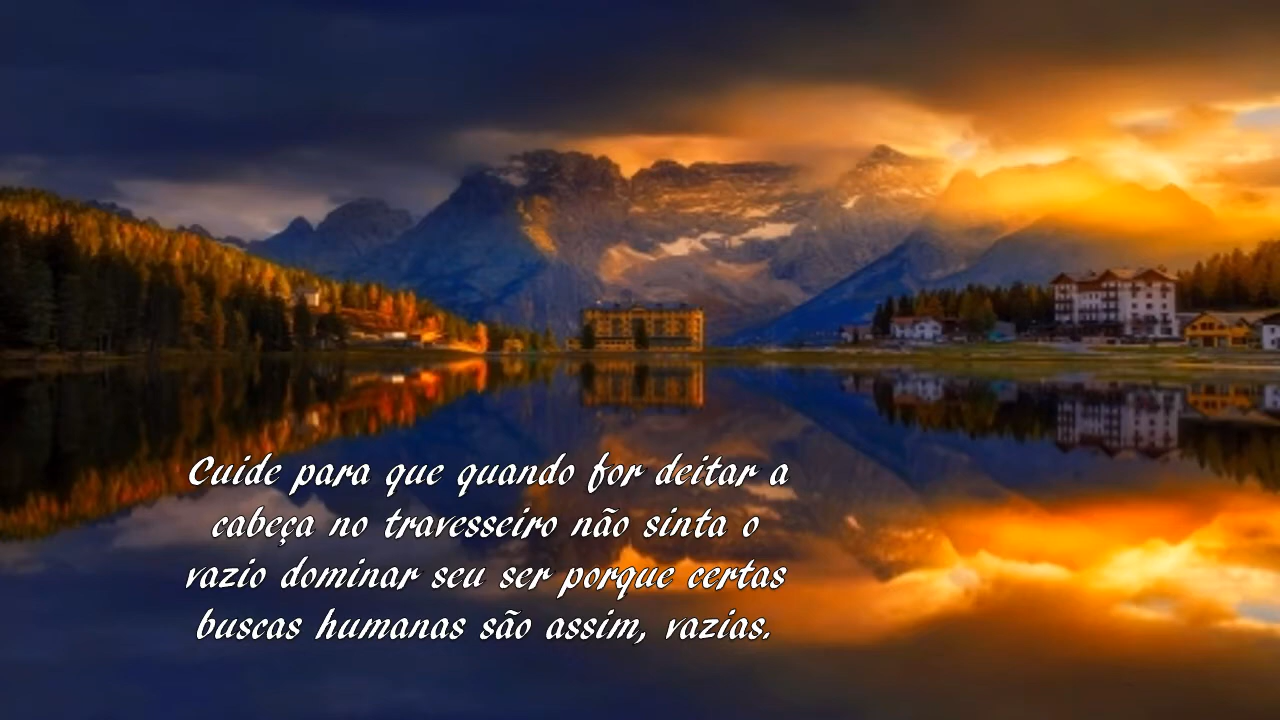 Cuide para que quando for deitar a
cabeça no travesseiro não sinta o
vazio dominar seu ser porque certas
buscas humanas são assim, vazias.